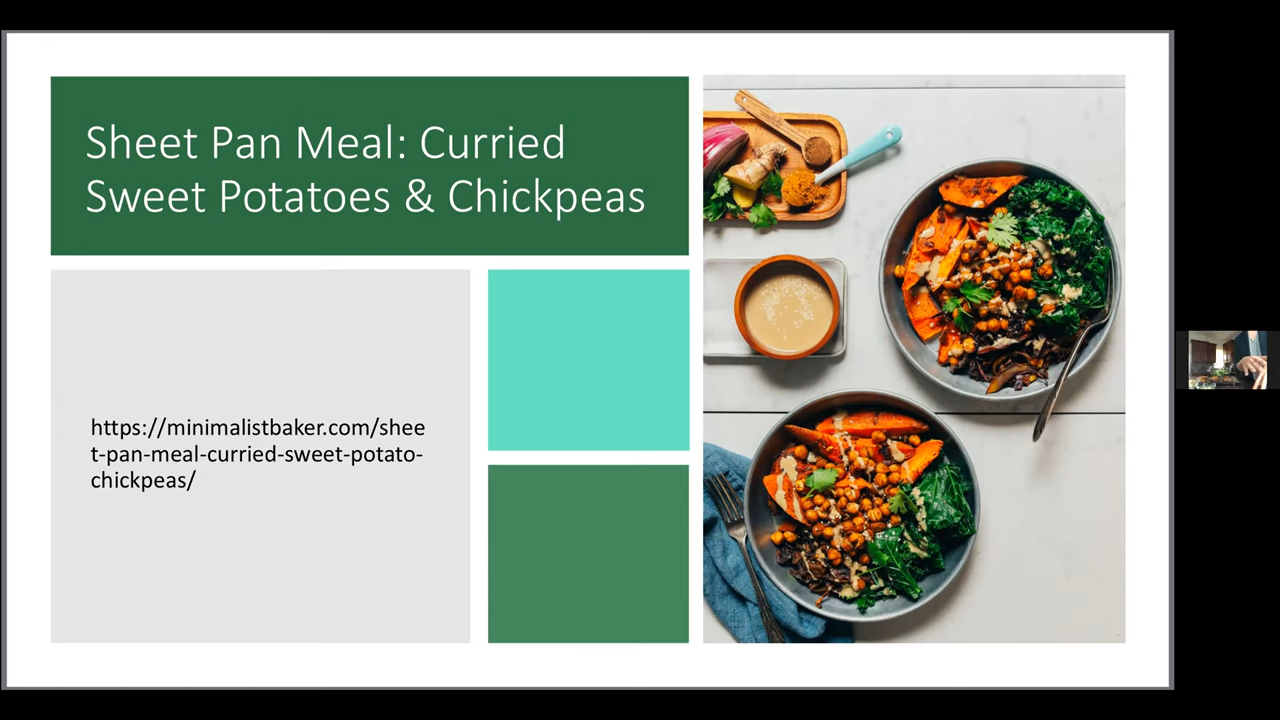 Sheet Pan Meal: Curried
Sweet Potatoes & Chickpeas
https://minimalistbaker.com/shee
t-pan-meal-curried-sweet-potato-
chickpeas/